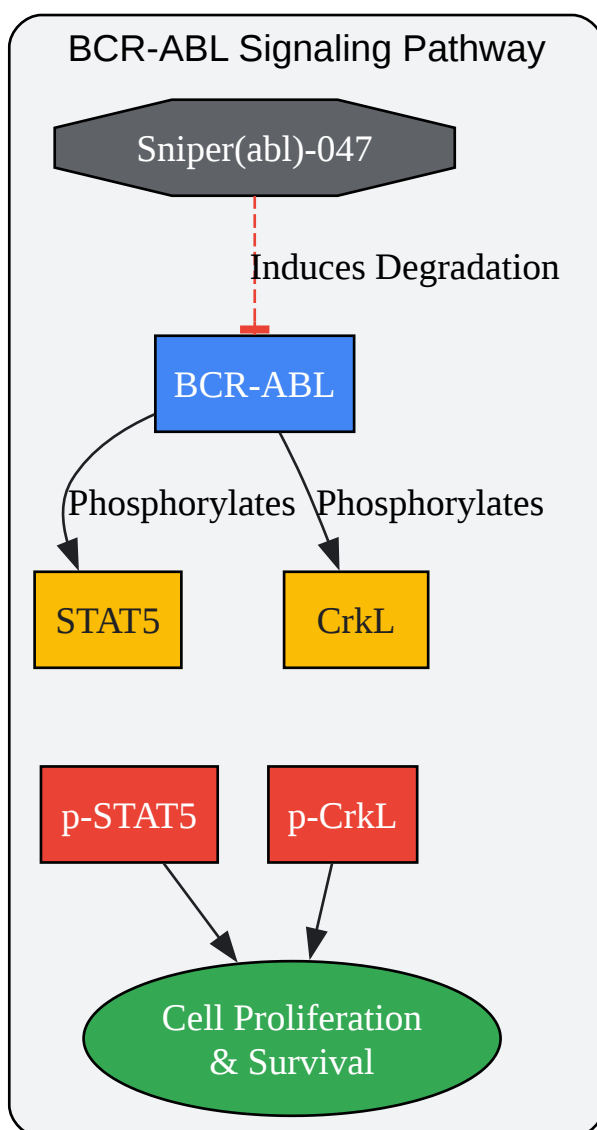 BCR-ABL Signaling Pathway
Sniper(abl)-047
Induces Degradation
BCR-ABL
Phosphorylates
Phosphorylates
STAT5
CrkL
p-STAT5
p-CrkL
Cell Proliferation
& Survival